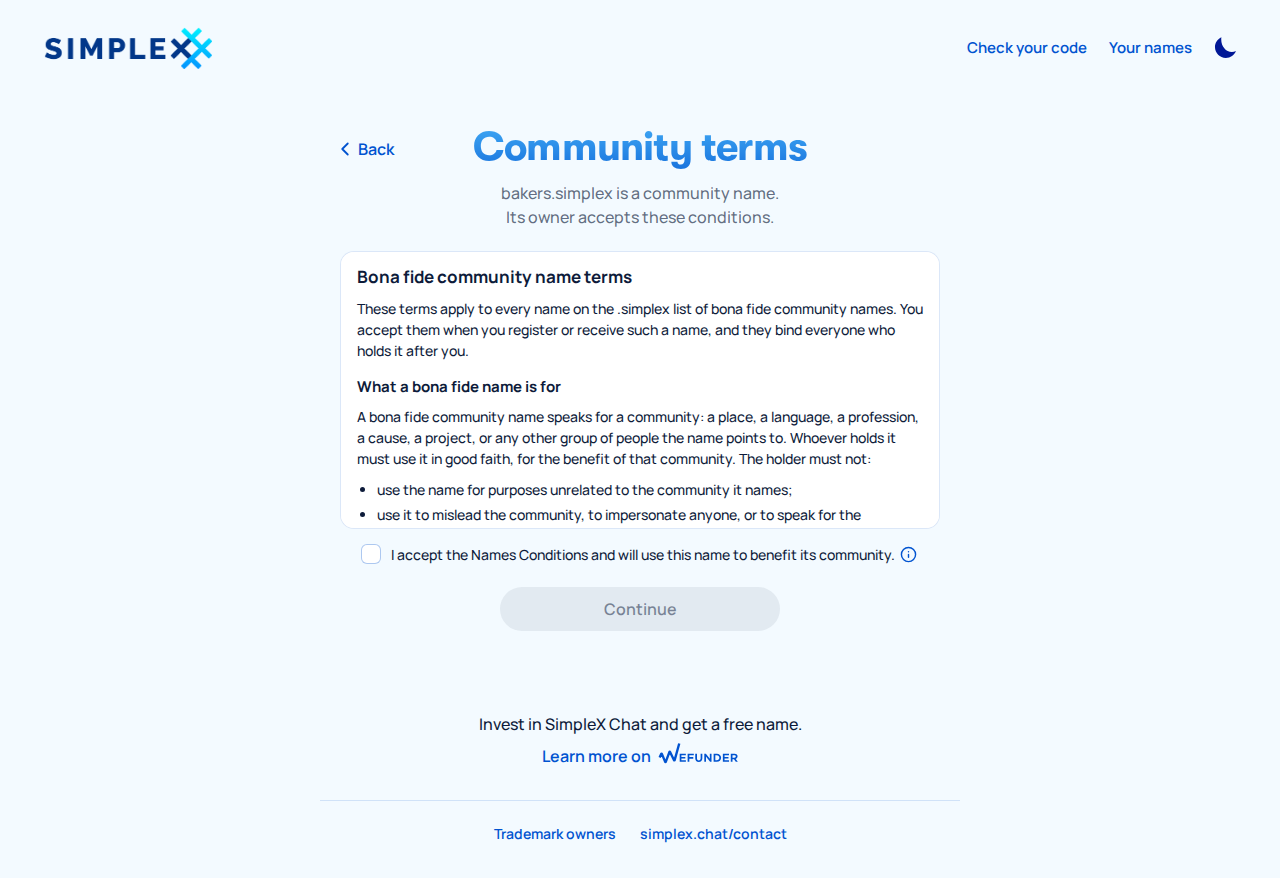 SIMPLEX
Check your code
Your names
Back
Community terms
bakers.simplex is a community name.
Its owner accepts these conditions.
Bona fide community name terms
These terms apply to every name on the .simplex list of bona fide community names. You
accept them when you register or receive such a name, and they bind everyone who
holds it after you.
What a bona fide name is for
A bona fide community name speaks for a community: a place, a language, a profession,
a cause, a project, or any other group of people the name points to. Whoever holds it
must use it in good faith, for the benefit of that community. The holder must not:
• use the name for purposes unrelated to the community it names;
• use it to mislead the community, to impersonate anyone, or to speak for the
I accept the Names Conditions and will use this name to benefit its community.
Continue
Invest in SimpleX Chat and get a free name.
Learn more on WEFUNDER
Trademark owners
simplex.chat/contact